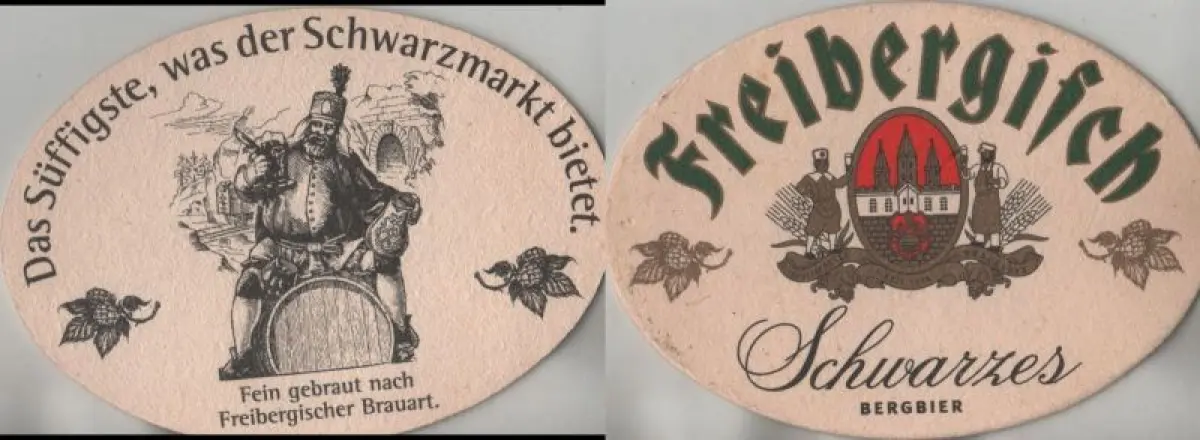 Das Süffigste, was der Schwarzmarkt bietet.
Fein gebraut nach
Freibergischer Brauart.
Freibergisch
Schwarzes
BERGBIER